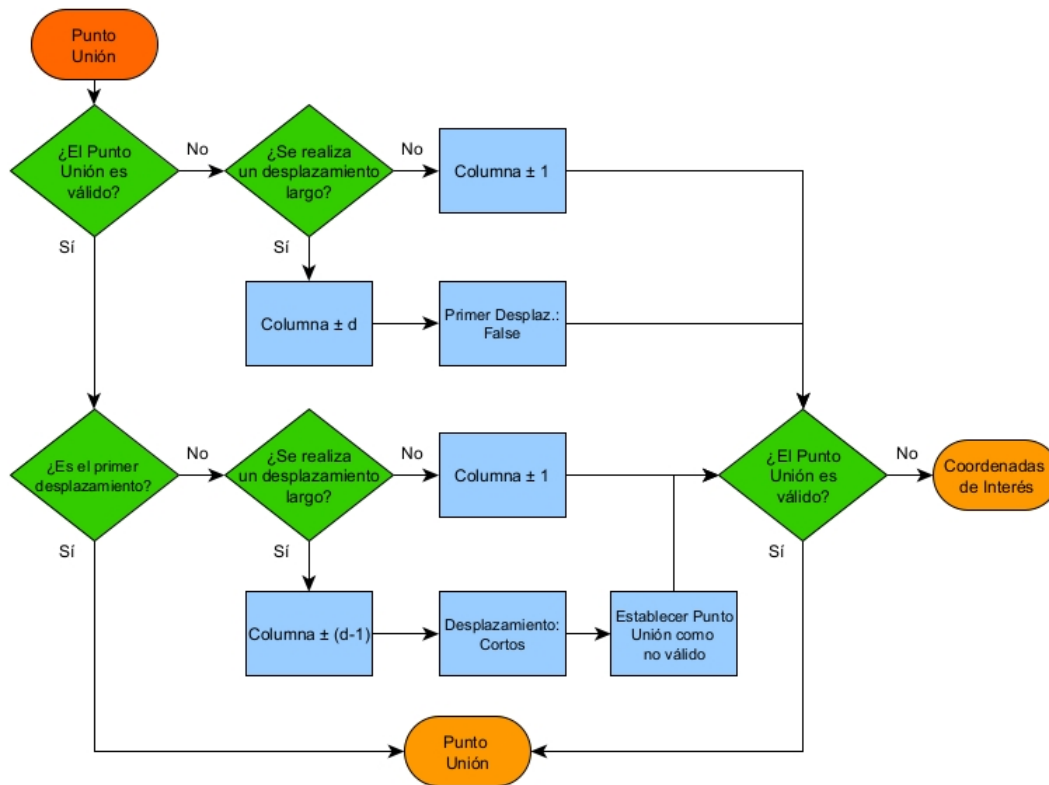 Punto
Unión
¿El Punto
Unión es
válido?
No
¿Se realiza
un desplazamiento
largo?
No
Columna ± 1
Sí
Sí
Columna ± d
Primer Desplaz.:
False
¿Es el primer
desplazamiento?
No
¿Se realiza
un desplazamiento
largo?
No
Columna ± 1
¿El Punto
Unión es
válido?
No
Coordenadas
de Interés
Sí
Sí
Sí
Columna ± (d-1)
Desplazamiento:
Cortos
Establecer Punto
Unión como
no válido
Punto
Unión